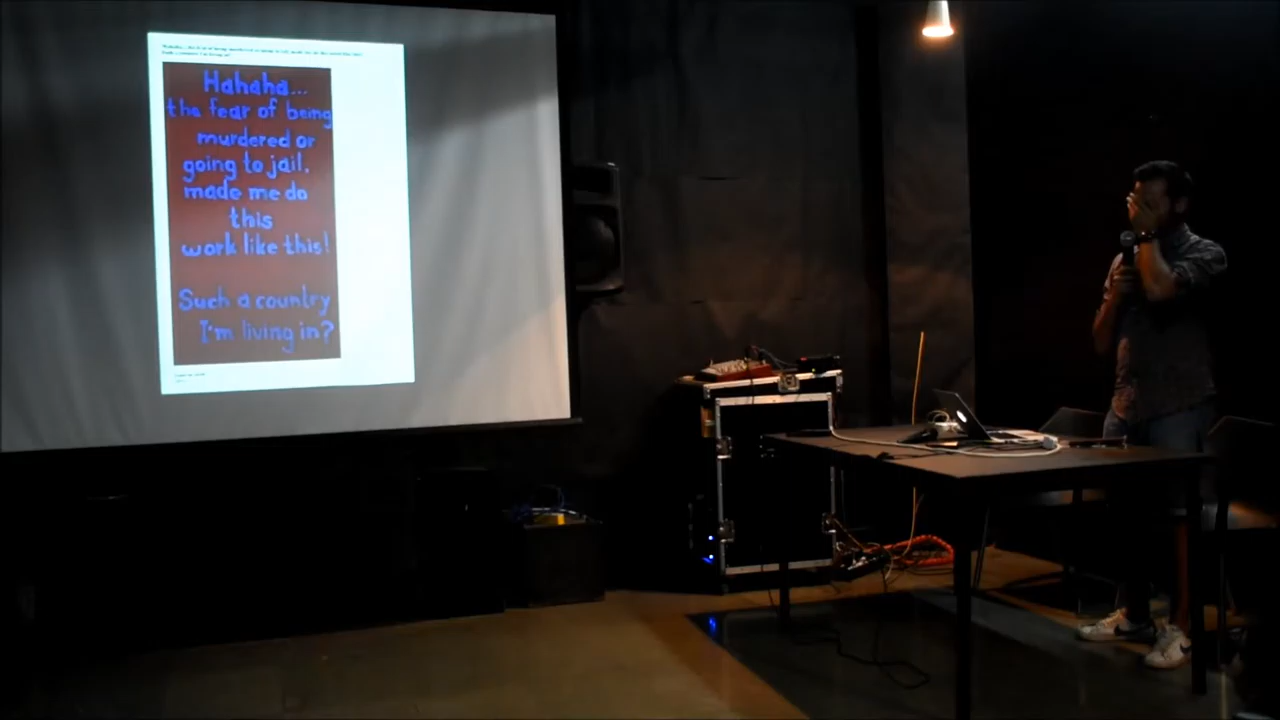 Hahaha...
the fear of being
murdered or
going to jail,
made me do
this
work like this!
Such a country
I'm living in?